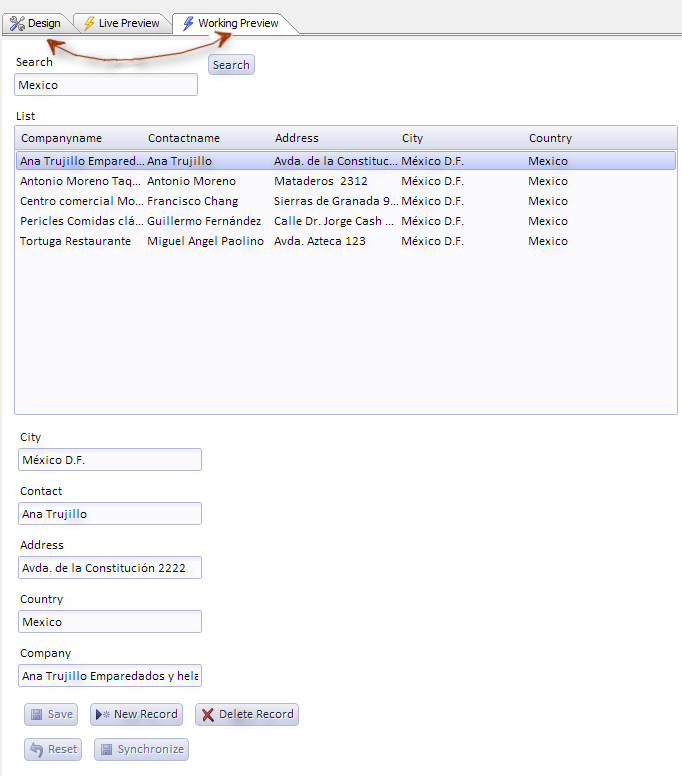 Design Live Preview Working Preview
Search
Mexico Search
List
Companyname Contactname Address City Country
Ana Trujillo Empared... Ana Trujillo Avda. de la Constituc... México D.F. Mexico
Antonio Moreno Taq... Antonio Moreno Mataderos 2312 México D.F. Mexico
Centro comercial Mo... Francisco Chang Sierras de Granada 9... México D.F. Mexico
Pericles Comidas clá... Guillermo Fernández Calle Dr. Jorge Cash ... México D.F. Mexico
Tortuga Restaurante Miguel Angel Paolino Avda. Azteca 123 México D.F. Mexico
City
México D.F.
Contact
Ana Trujillo
Address
Avda. de la Constitución 2222
Country
Mexico
Company
Ana Trujillo Emparedados y hela
Save New Record Delete Record
Reset Synchronize